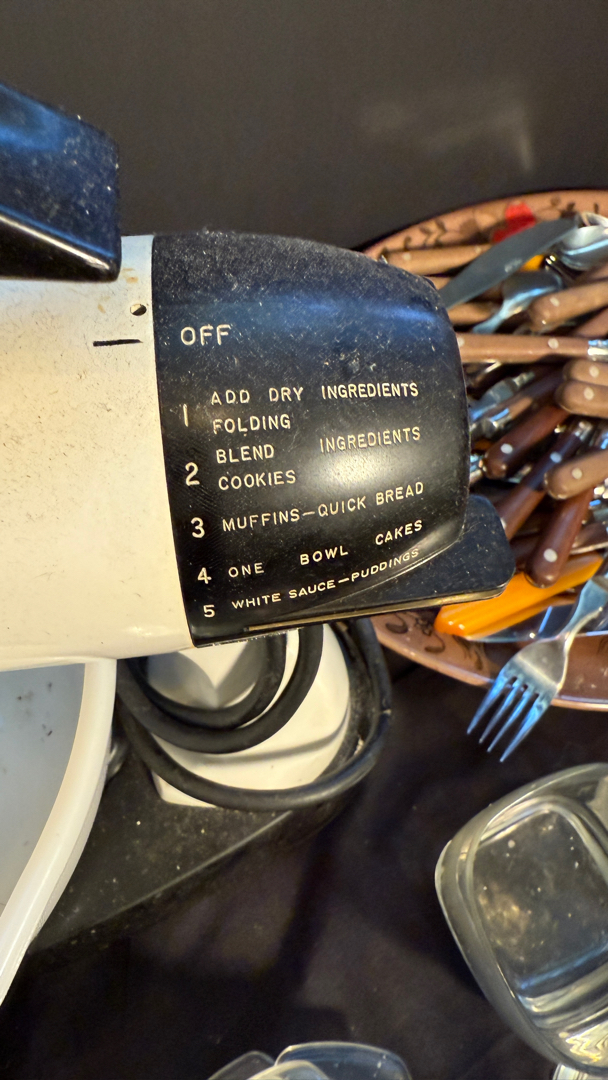 OFF
1 ADD DRY INGREDIENTS
FOLDING
2 BLEND INGREDIENTS
COOKIES
3 MUFFINS-QUICK BREAD
4 ONE BOWL CAKES
5 WHITE SAUCE-PUDDINGS